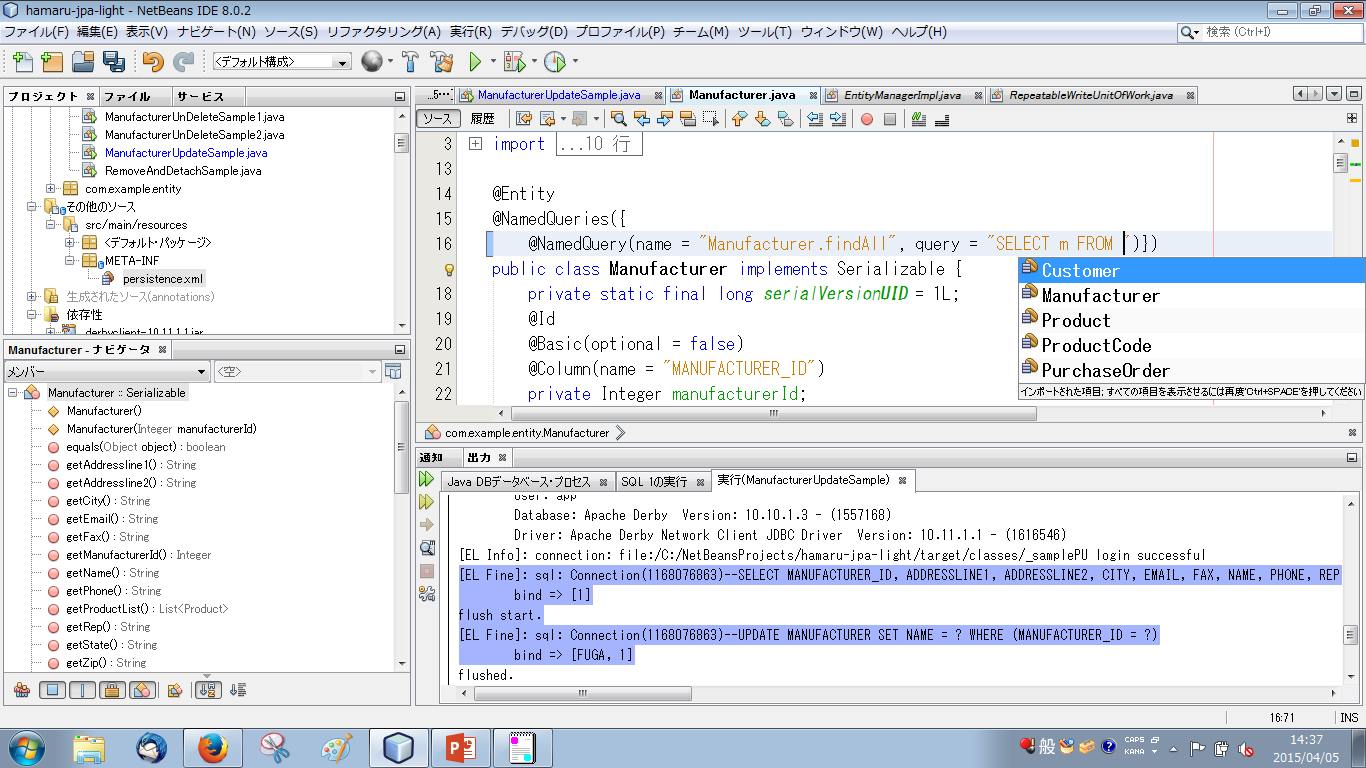 hamaru-jpa-light - NetBeans IDE 8.0.2
ファイル(F) 編集(E) 表示(V) ナビゲート(N) ソース(S) リファクタリング(A) 実行(R) デバッグ(D) プロファイル(P) チーム(M) ツール(T) ウィンドウ(W) ヘルプ(H)
検索 (Ctrl+I)
<デフォルト構成>
プロジェクト ファイル サービス
ManufacturerUnDeleteSample1.java
ManufacturerUnDeleteSample2.java
ManufacturerUpdateSample.java
RemoveAndDetachSample.java
com.example.entity
その他のソース
src/main/resources
<デフォルト・パッケージ>
META-INF
persistence.xml
生成されたソース(annotations)
依存性
derbyclient-10.11.1.1.jar
Manufacturer - ナビゲータ
メンバー <空>
Manufacturer :: Serializable
Manufacturer()
Manufacturer(Integer manufacturerId)
equals(Object object) : boolean
getAddressline1() : String
getAddressline2() : String
getCity() : String
getEmail() : String
getFax() : String
getManufacturerId() : Integer
getName() : String
getPhone() : String
getProductList() : List<Product>
getRep() : String
getState() : String
getZip() : String
...5… ManufacturerUpdateSample.java Manufacturer.java EntityManagerImpl.java RepeatableWriteUnitOfWork.java
ソース 履歴
3 import ...10 行
13
14 @Entity
15 @NamedQueries({
16 @NamedQuery(name = "Manufacturer.findAll", query = "SELECT m FROM ")})
public class Manufacturer implements Serializable {
18 private static final long serialVersionUID = 1L;
19 @Id
20 @Basic(optional = false)
21 @Column(name = "MANUFACTURER_ID")
22 private Integer manufacturerId;
Customer
Manufacturer
Product
ProductCode
PurchaseOrder
インポートされた項目; すべての項目を表示させるには再度'Ctrl+SPACE'を押してください
com.example.entity.Manufacturer
通知 出力
Java DBデータベース・プロセス SQL 1の実行 実行(ManufacturerUpdateSample)
User: app
Database: Apache Derby Version: 10.10.1.3 - (1557168)
Driver: Apache Derby Network Client JDBC Driver Version: 10.11.1.1 - (1616546)
[EL Info]: connection: file:/C:/NetBeansProjects/hamaru-jpa-light/target/classes/_samplePU login successful
[EL Fine]: sql: Connection(1168076863)--SELECT MANUFACTURER_ID, ADDRESSLINE1, ADDRESSLINE2, CITY, EMAIL, FAX, NAME, PHONE, REP
bind => [1]
flush start.
[EL Fine]: sql: Connection(1168076863)--UPDATE MANUFACTURER SET NAME = ? WHERE (MANUFACTURER_ID = ?)
bind => [FUGA, 1]
flushed.
16:71 INS
般 CAPS KANA
14:37
2015/04/05